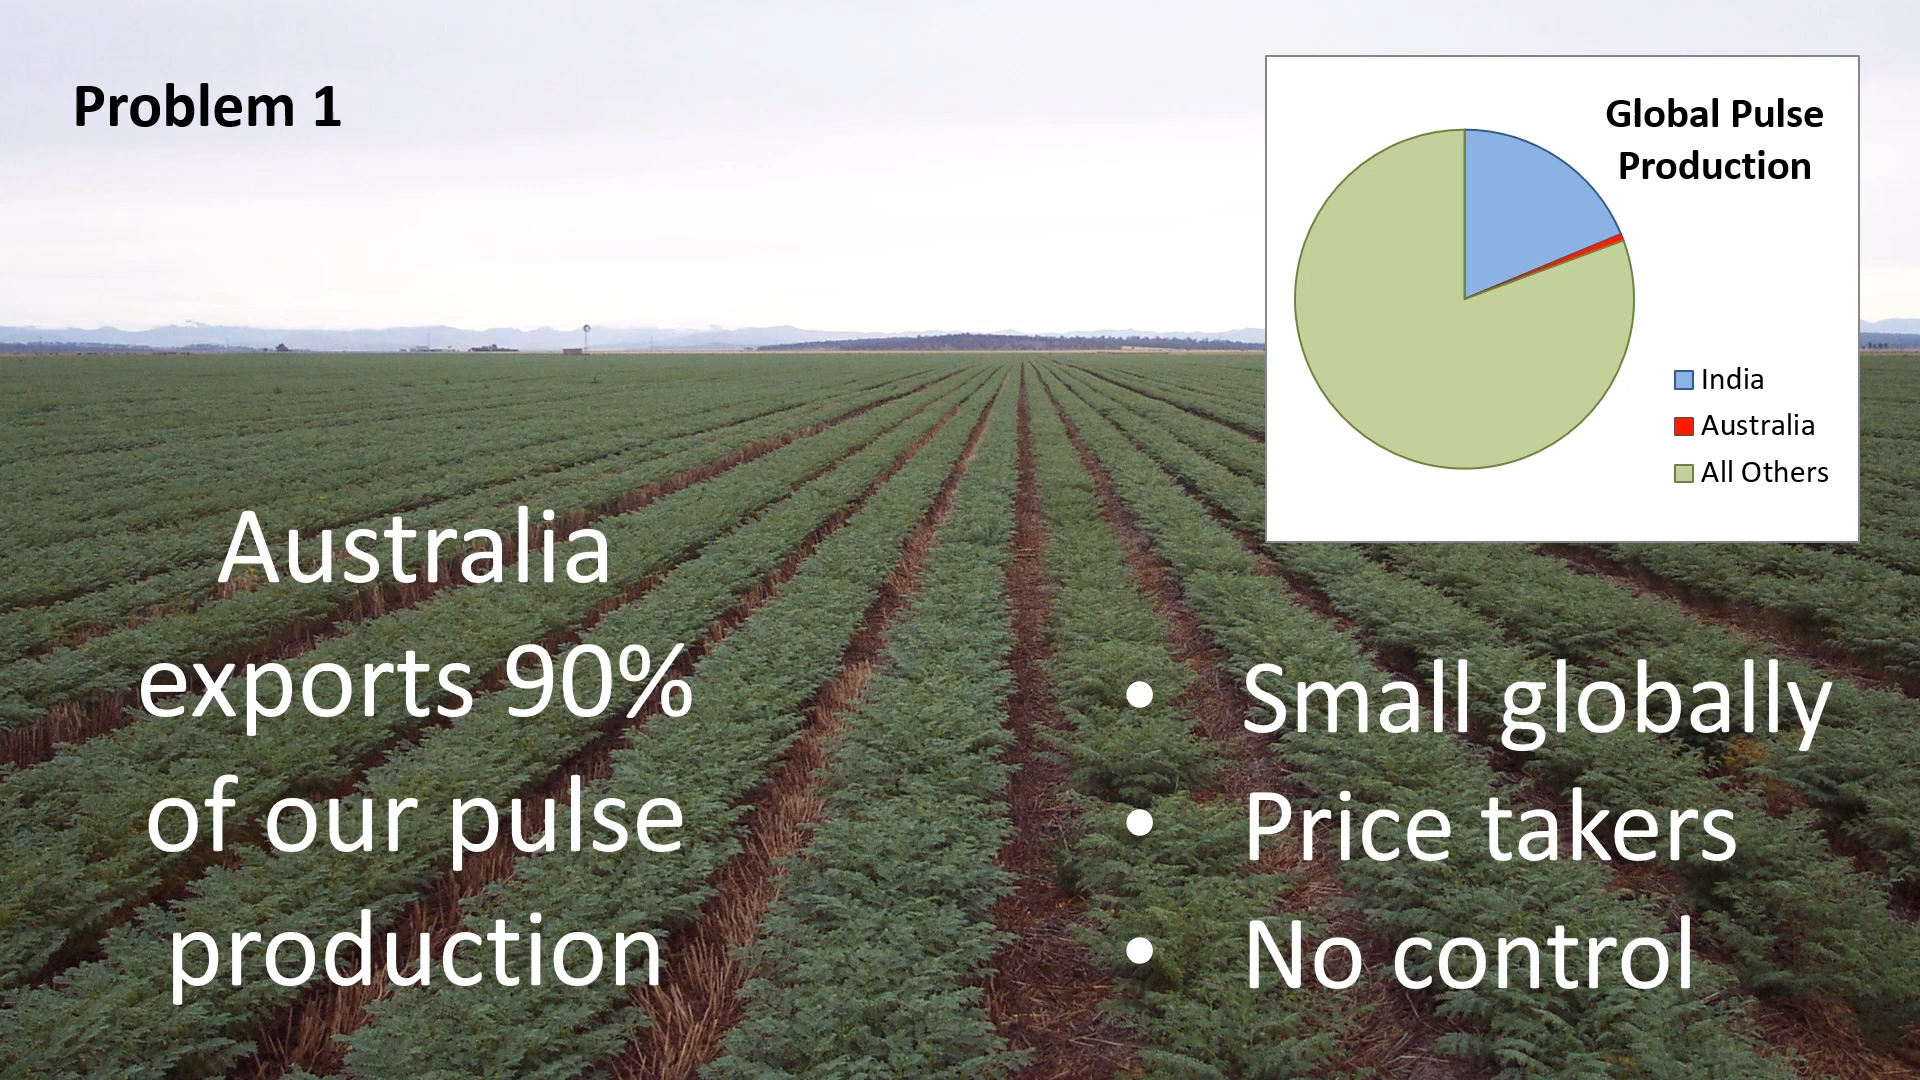 Problem 1
Global Pulse
Production
India
Australia
All Others
Australia
exports 90%
of our pulse
production
• Small globally
• Price takers
• No control